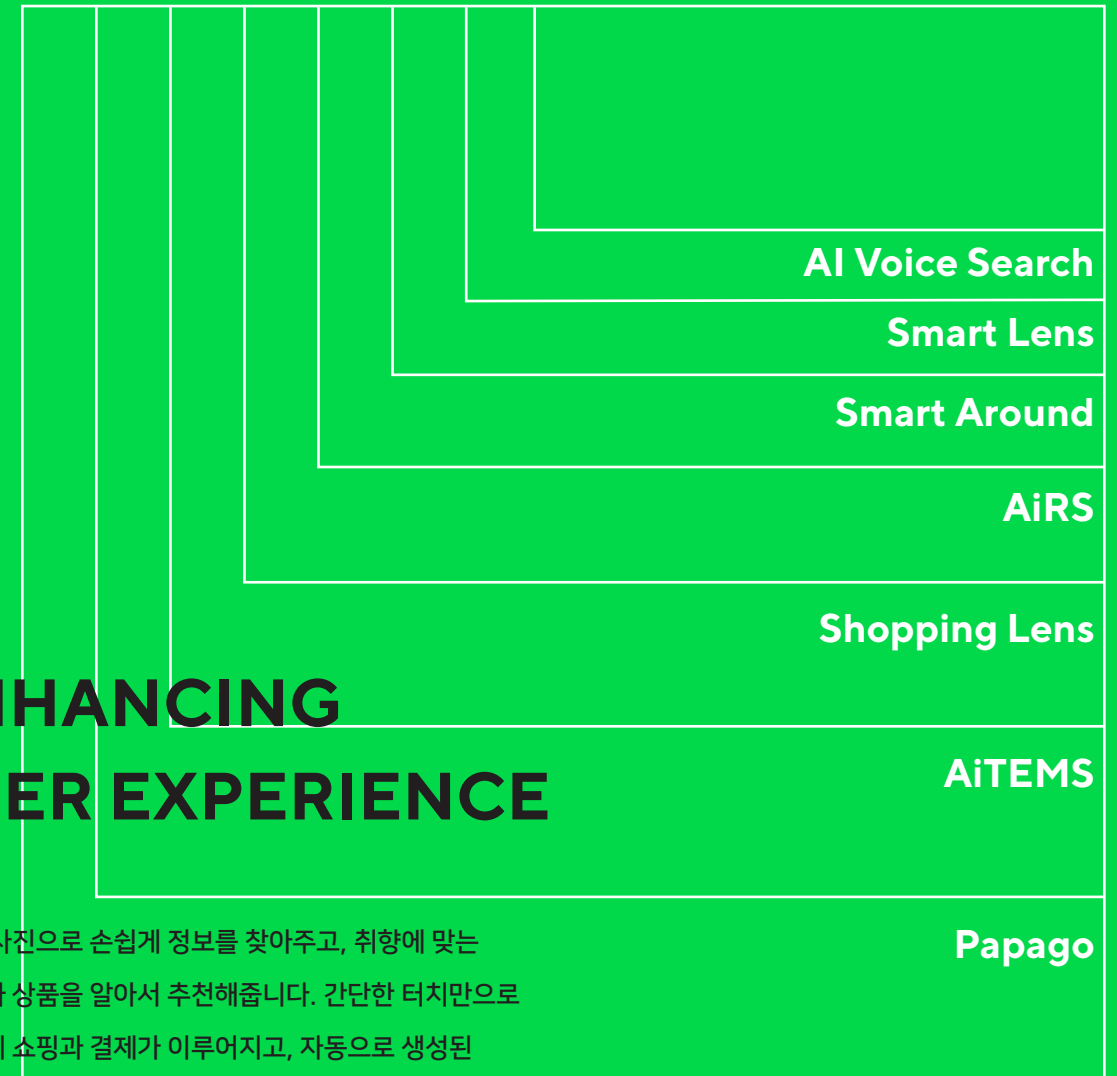 AI Voice Search
Smart Lens
Smart Around
AiRS
Shopping Lens
HANCING
ER EXPERIENCE
AiTEMS
사진으로 손쉽게 정보를 찾아주고, 취향에 맞는
상품을 알아서 추천해줍니다. 간단한 터치만으로
쇼핑과 결제가 이루어지고, 자동으로 생성된
Papago